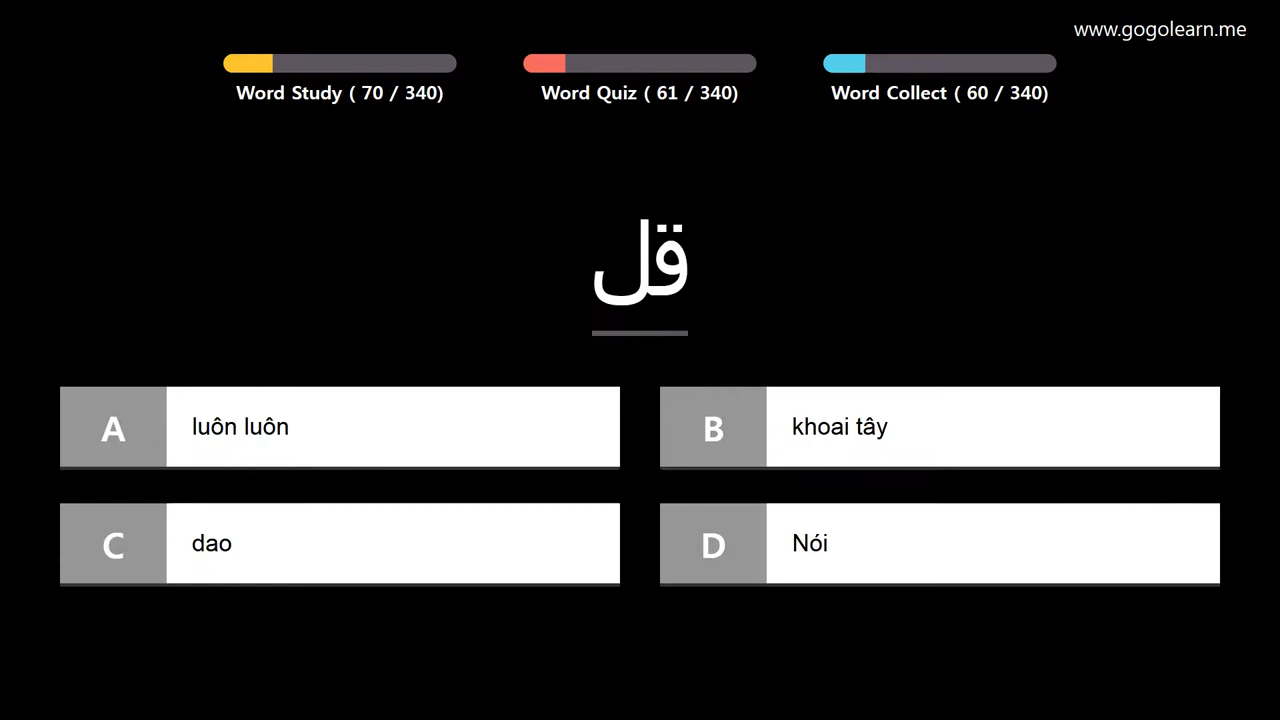 www.gogolearn.me
Word Study ( 70 / 340)
Word Quiz ( 61 / 340)
Word Collect ( 60 / 340)
قل
A luôn luôn
B khoai tây
C dao
D Nói